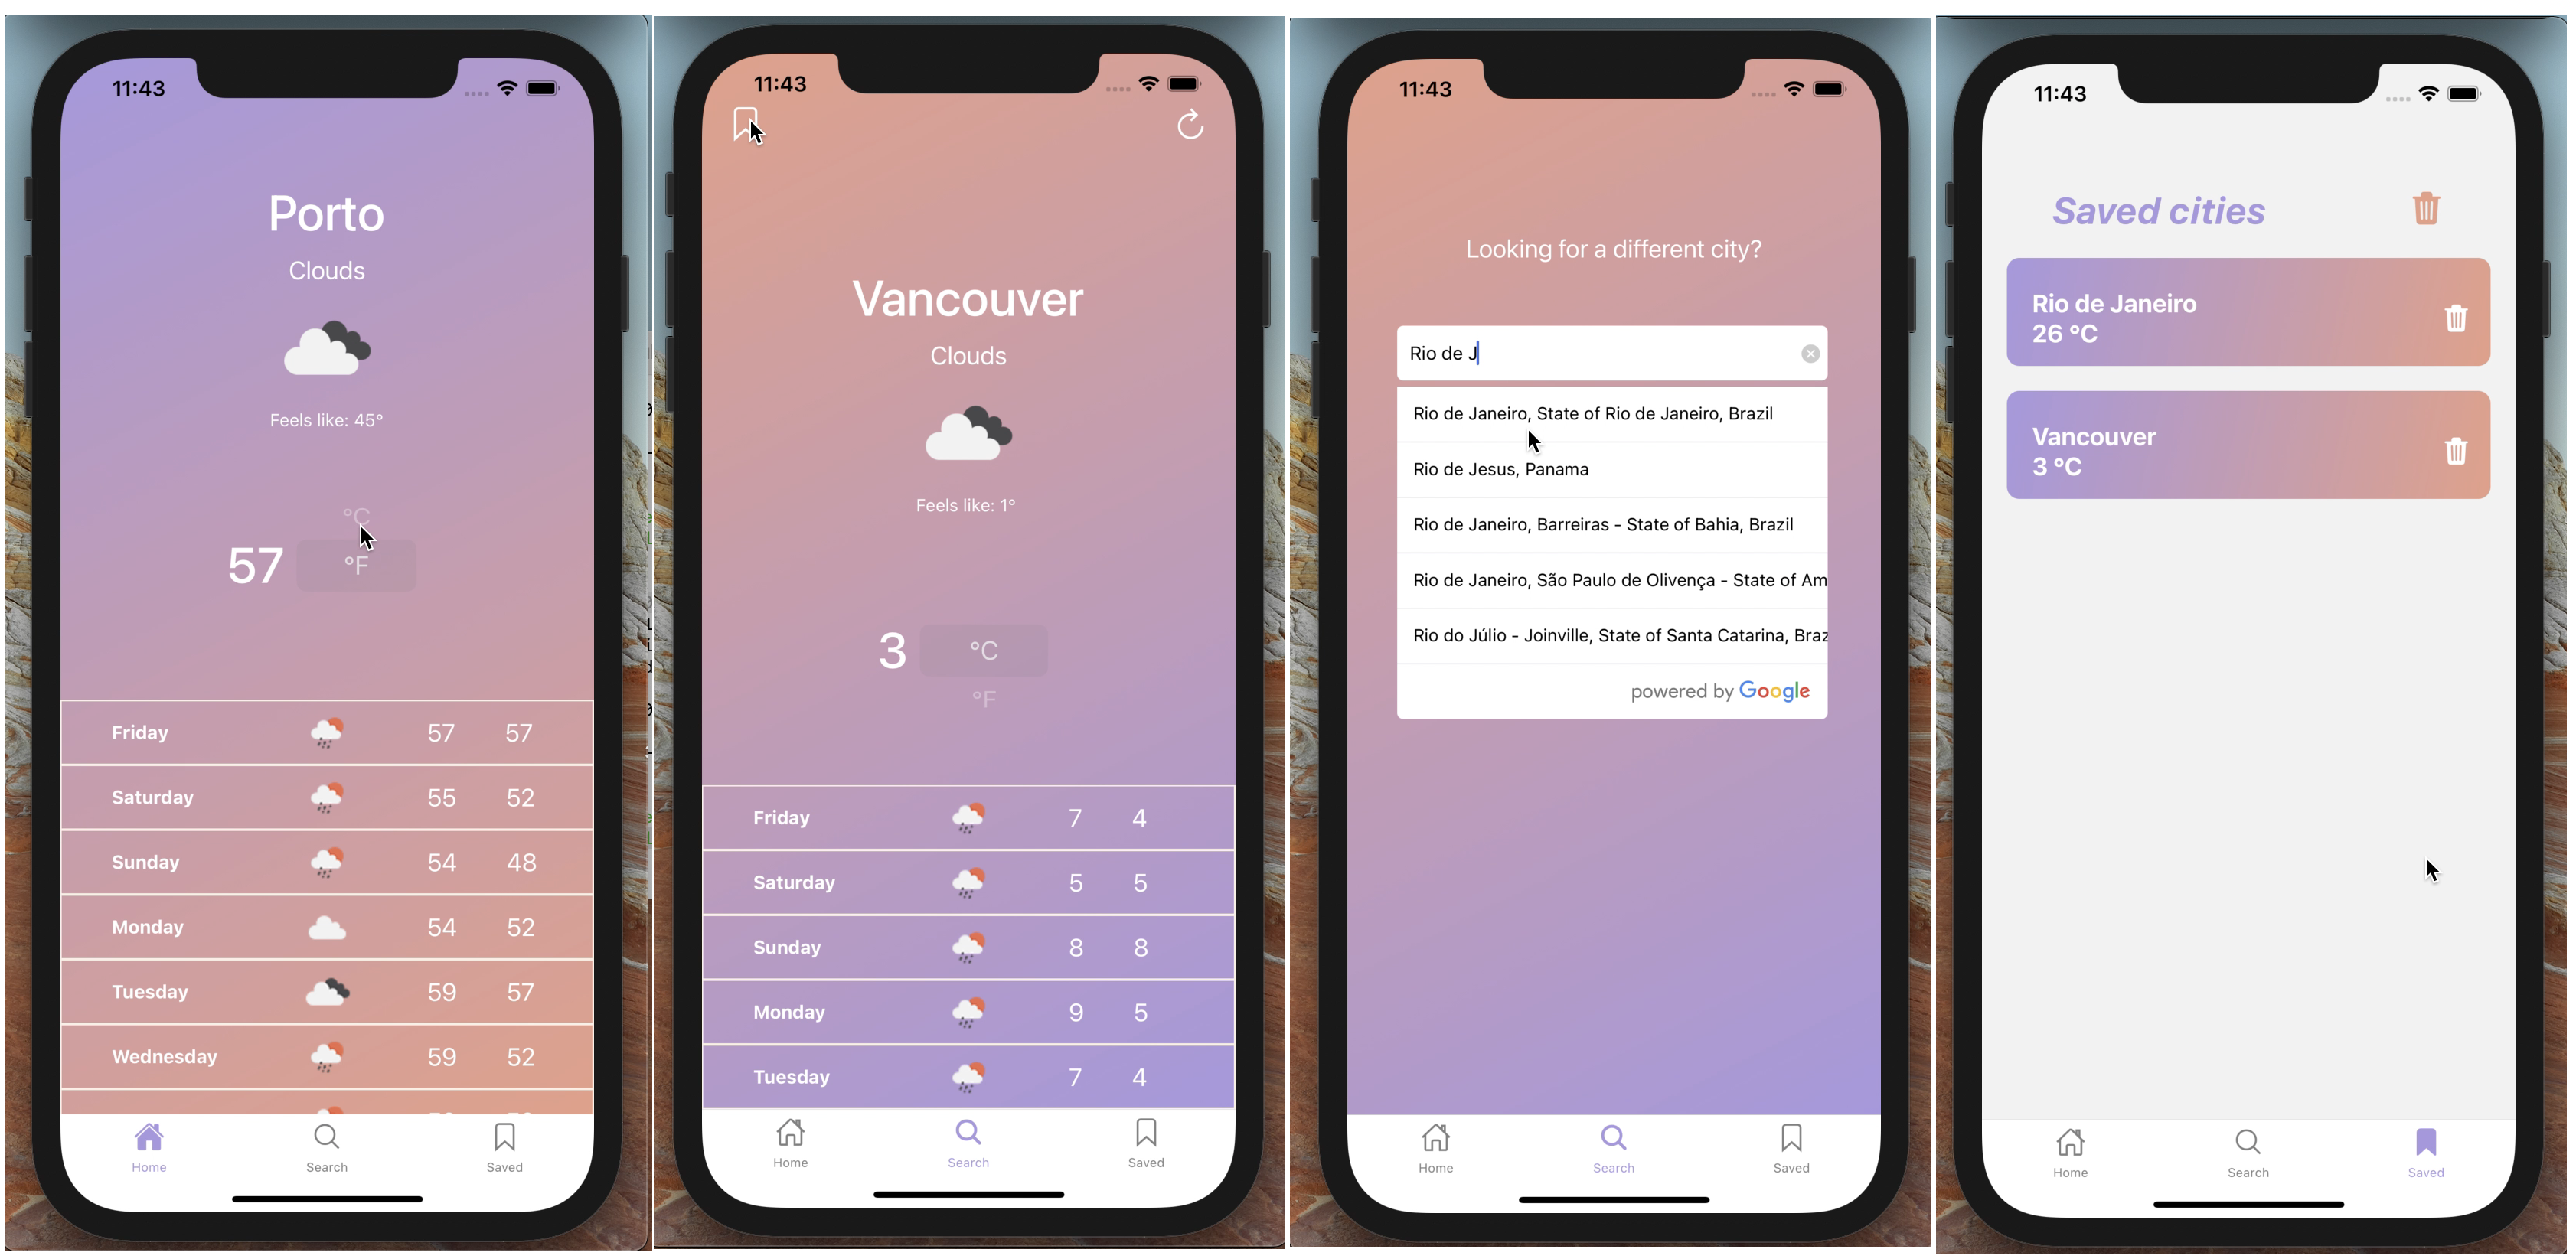 11:43
Porto
Clouds
Feels like: 45°
°C
57 °F
Friday 57 57
Saturday 55 52
Sunday 54 48
Monday 54 52
Tuesday 59 57
Wednesday 59 52
Home Search Saved
11:43
Vancouver
Clouds
Feels like: 1°
3 °C
°F
Friday 7 4
Saturday 5 5
Sunday 8 8
Monday 9 5
Tuesday 7 4
Home Search Saved
11:43
Looking for a different city?
Rio de J
Rio de Janeiro, State of Rio de Janeiro, Brazil
Rio de Jesus, Panama
Rio de Janeiro, Barreiras - State of Bahia, Brazil
Rio de Janeiro, São Paulo de Olivença - State of Am
Rio do Júlio - Joinville, State of Santa Catarina, Braz
powered by Google
Home Search Saved
11:43
Saved cities
Rio de Janeiro
26 °C
Vancouver
3 °C
Home Search Saved